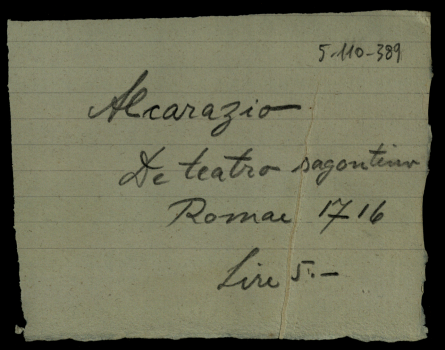 5-110-389
Alcarazio
De teatro sagontino
Romae 1716
Lire 5.-